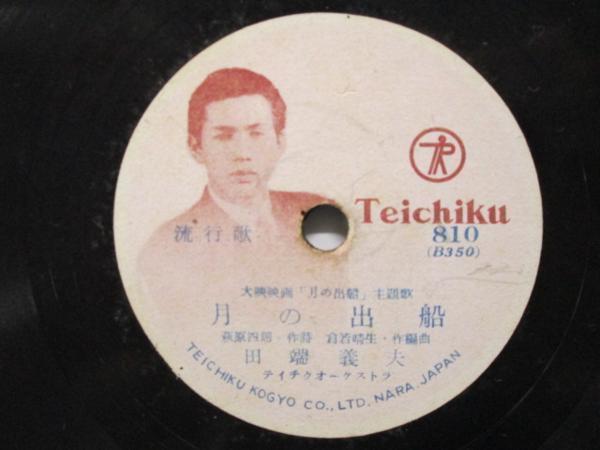 Teichiku
810
(B350)
流行歌
大映映画「月の出船」主題歌
月の出船
萩原四朗・作詩 倉若晴生・作編曲
田端義夫
テイチクオーケストラ
TEICHIKU KOGYO CO., LTD. NARA. JAPAN